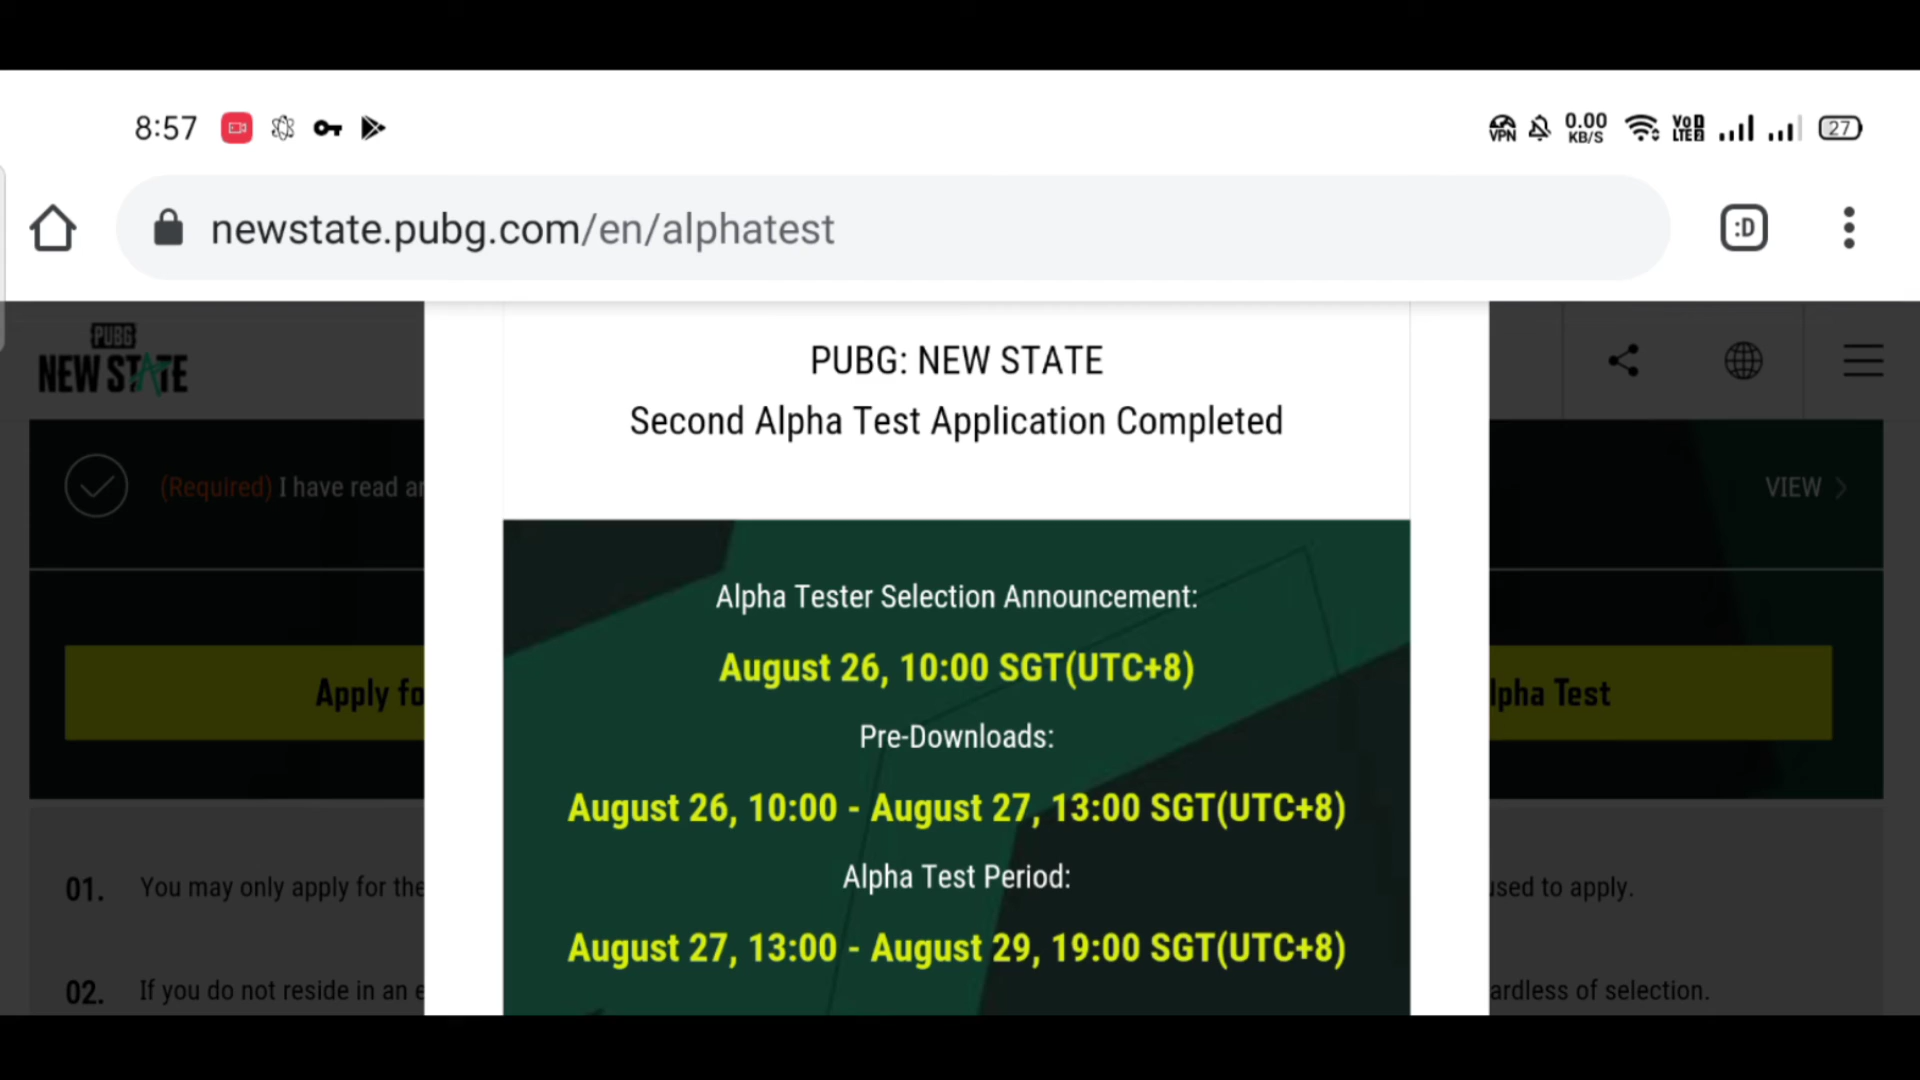 8:57
VPN 0.00 KB/S Vo LTE 27
newstate.pubg.com/en/alphatest :D
PUBG
NEW STATE
PUBG: NEW STATE
Second Alpha Test Application Completed
(Required) I have read
VIEW
Alpha Tester Selection Announcement:
August 26, 10:00 SGT(UTC+8)
Apply
Test
Pre-Downloads:
August 26, 10:00 - August 27, 13:00 SGT(UTC+8)
Alpha Test Period:
01. You may only apply for the
to apply.
August 27, 13:00 - August 29, 19:00 SGT(UTC+8)
02. If you do not reside in an
of selection.